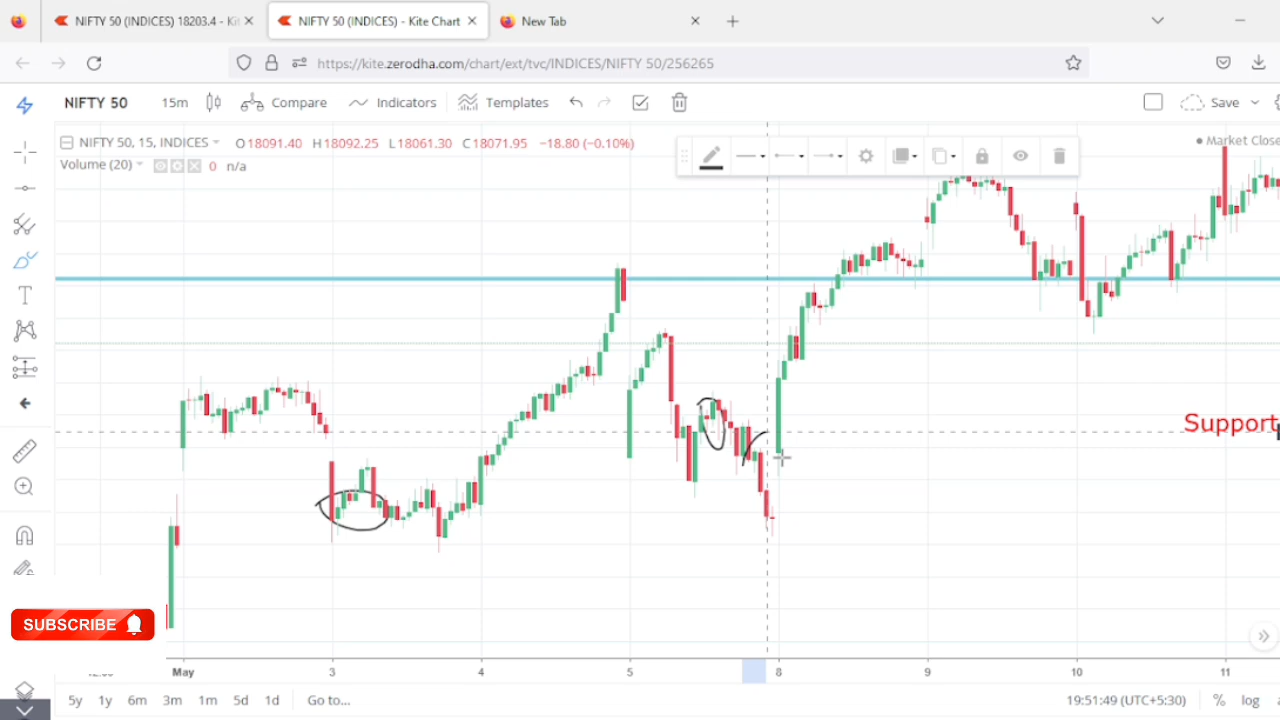 NIFTY 50 (INDICES) 18203.4 - Kit
NIFTY 50 (INDICES) - Kite Chart
New Tab
https://kite.zerodha.com/chart/ext/tvc/INDICES/NIFTY 50/256265
NIFTY 50 15m Compare Indicators Templates Save
NIFTY 50, 15, INDICES O18091.40 H18092.25 L18061.30 C18071.95 −18.80 (−0.10%)
Market Close
Volume (20) 0 n/a
Support
SUBSCRIBE
May 3 4 5 8 9 10 11
5y 1y 6m 3m 1m 5d 1d Go to... 19:51:49 (UTC+5:30) % log